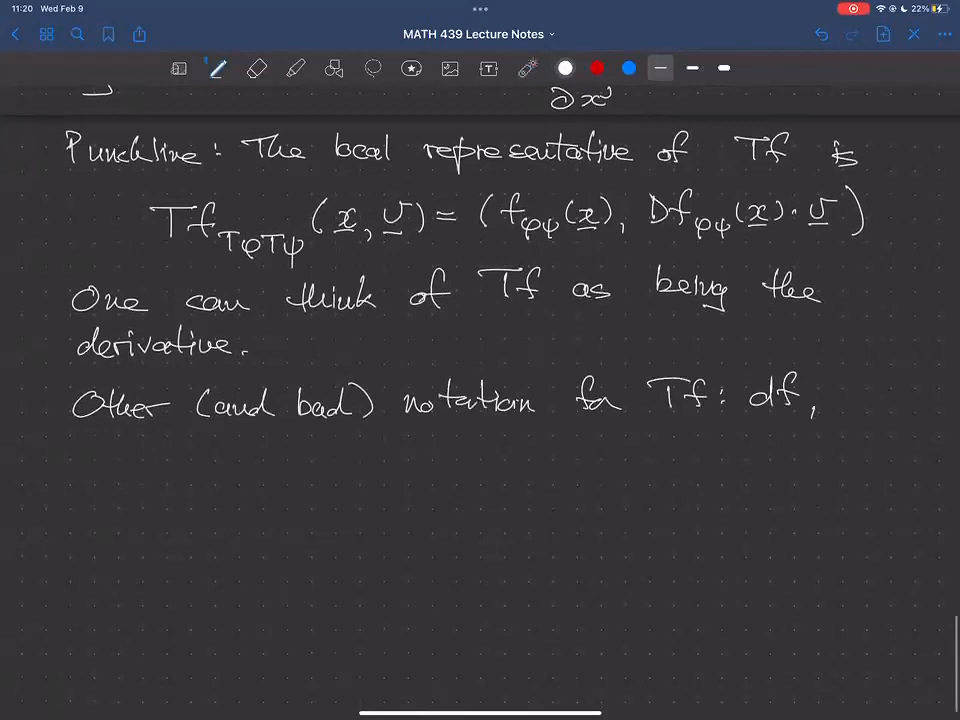 11:20 Wed Feb 9
22%
MATH 439 Lecture Notes
∂x^j
Punchline: The local representative of Tf is
Tf_{TφTψ} (x̲, v̲) = (f_{φψ}(x̲), Df_{φψ}(x̲)·v̲)
One can think of Tf as being the
derivative.
Other (and bad) notation for Tf: df,